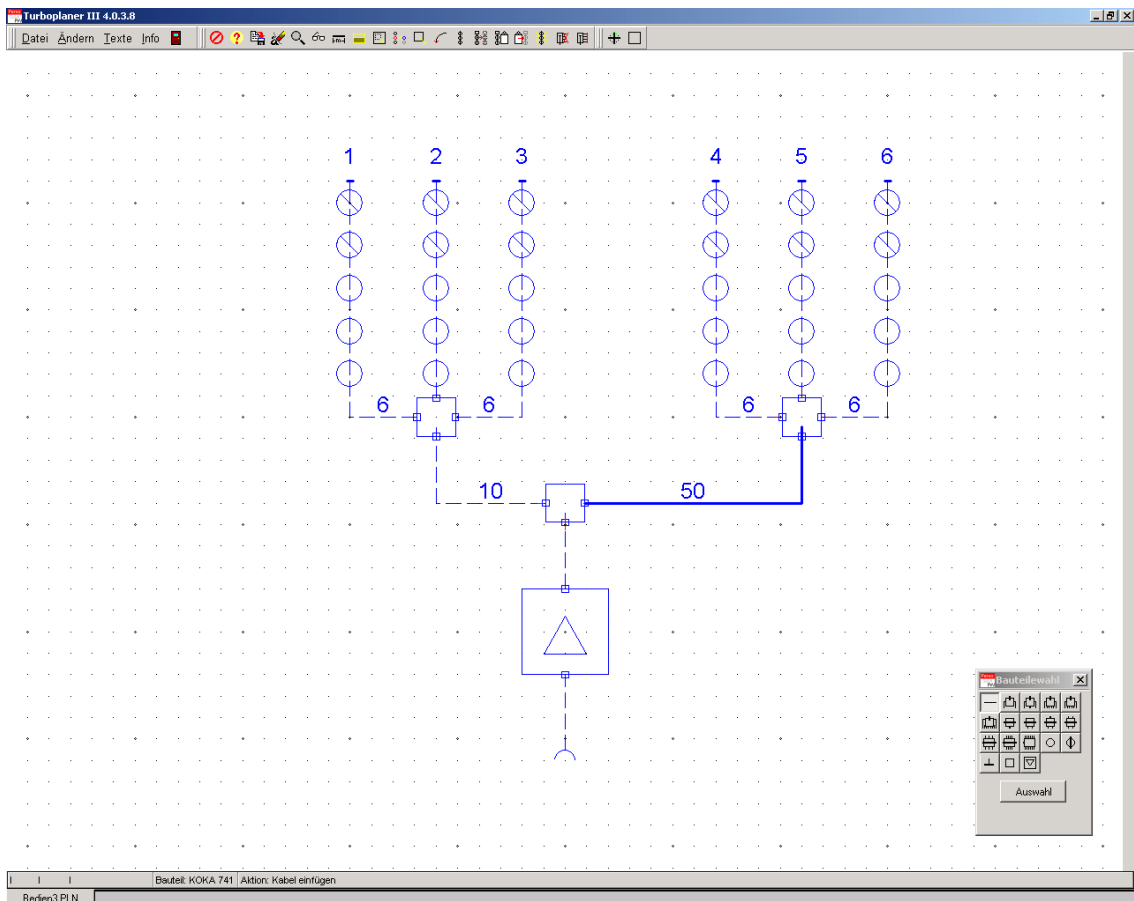 Turboplaner III 4.0.3.8
Datei Ändern Texte Info
1 2 3 4 5 6
6 6 6 6
10 50
Bauteilewahl
Auswahl
Bauteil: KOKA 741 Aktion: Kabel einfügen
Bedien3.PLN